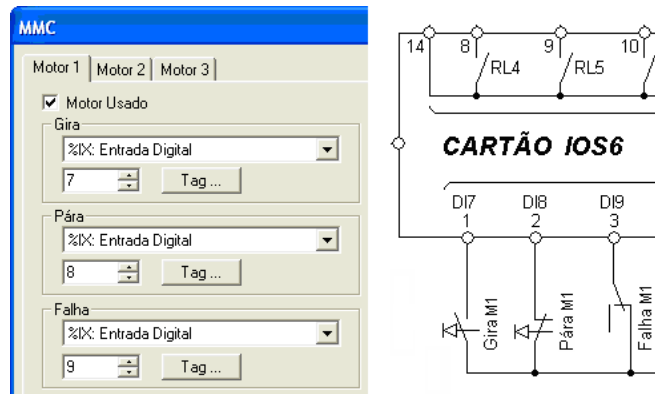 MMC
Motor 1 Motor 2 Motor 3
Motor Usado
Gira
%IX: Entrada Digital
7 Tag ...
Pára
%IX: Entrada Digital
8 Tag ...
Falha
%IX: Entrada Digital
9 Tag ...
14 8 9 10
RL4 RL5
CARTÃO IOS6
DI7 DI8 DI9
1 2 3
Gira M1
Pára M1
Falha M1